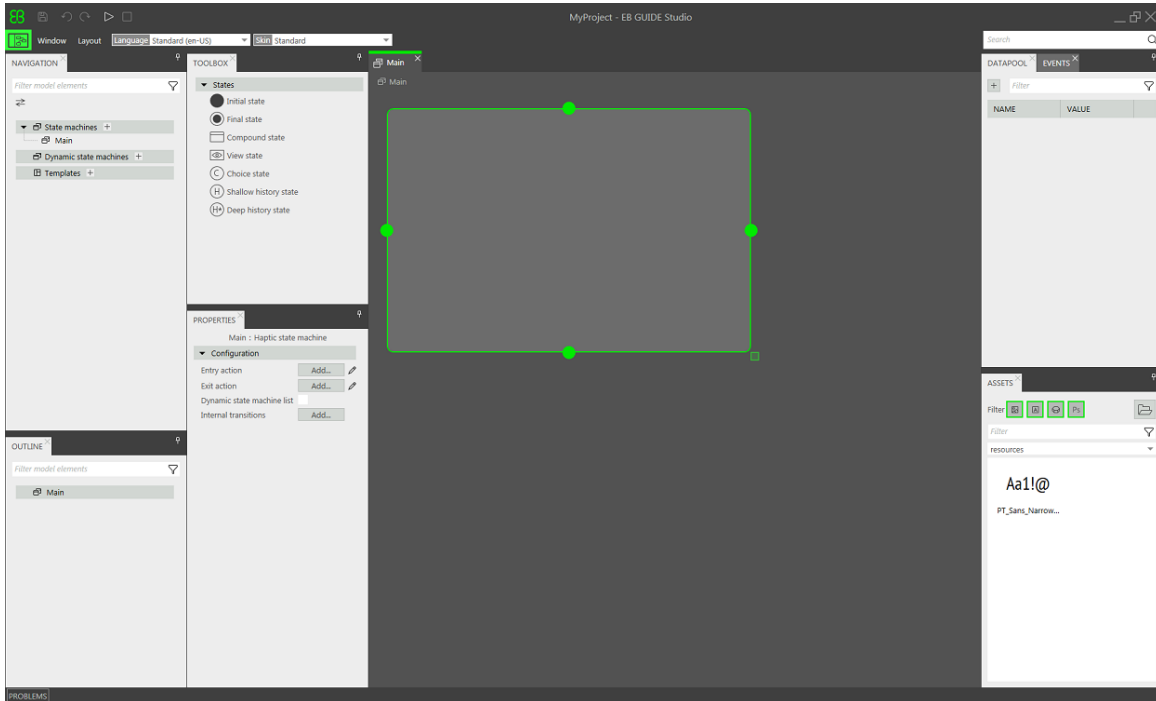 EB MyProject - EB GUIDE Studio
Window Layout Language Standard (en-US) Skin Standard Search
NAVIGATION
Filter model elements
State machines +
Main
Dynamic state machines +
Templates +
OUTLINE
Filter model elements
Main
TOOLBOX
States
Initial state
Final state
Compound state
View state
C Choice state
H Shallow history state
H* Deep history state
PROPERTIES
Main : Haptic state machine
Configuration
Entry action Add...
Exit action Add...
Dynamic state machine list
Internal transitions Add...
Main
Main
DATAPOOL EVENTS
+ Filter
NAME VALUE
ASSETS
Filter A Ps
Filter
resources
Aa1!@
PT_Sans_Narrow...
PROBLEMS